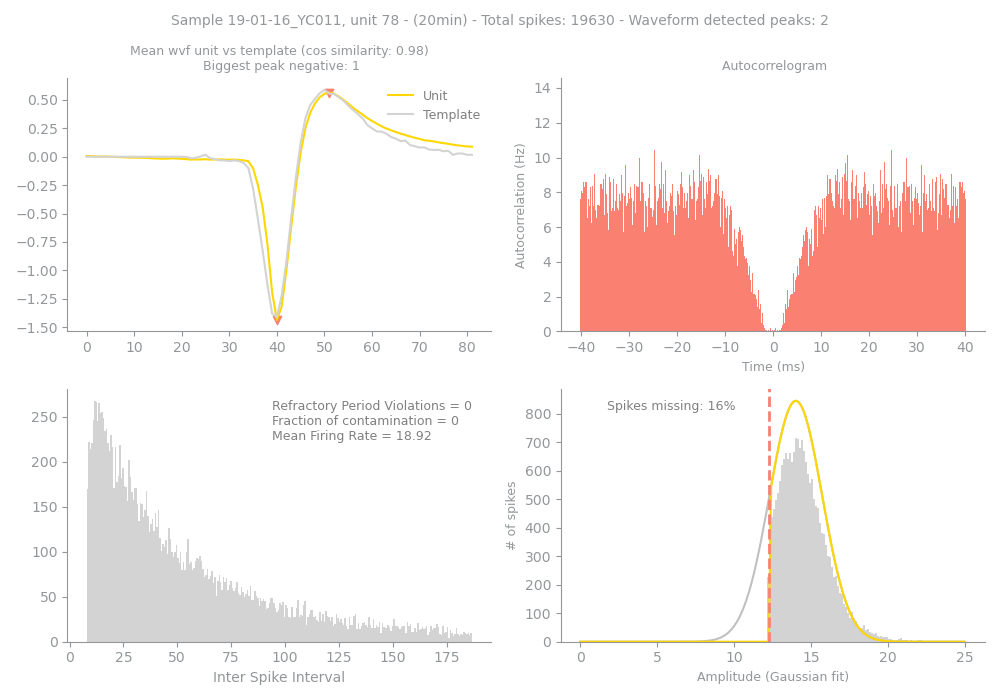 Sample 19-01-16_YC011, unit 78 - (20min) - Total spikes: 19630 - Waveform detected peaks: 2
Mean wvf unit vs template (cos similarity: 0.98)
Biggest peak negative: 1
Unit
Template
0.50
0.25
0.00
−0.25
−0.50
−0.75
−1.00
−1.25
−1.50
0 10 20 30 40 50 60 70 80
Autocorrelogram
Autocorrelation (Hz)
14
12
10
8
6
4
2
0
−40 −30 −20 −10 0 10 20 30 40
Time (ms)
Refractory Period Violations = 0
Fraction of contamination = 0
Mean Firing Rate = 18.92
250
200
150
100
50
0
0 25 50 75 100 125 150 175
Inter Spike Interval
Spikes missing: 16%
# of spikes
800
700
600
500
400
300
200
100
0
0 5 10 15 20 25
Amplitude (Gaussian fit)